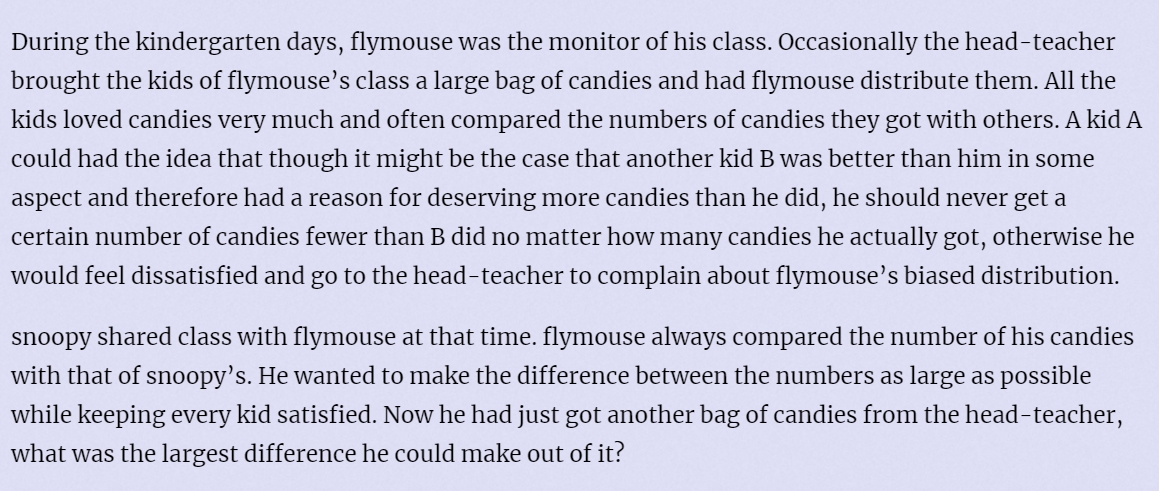 During the kindergarten days, flymouse was the monitor of his class. Occasionally the head-teacher
brought the kids of flymouse’s class a large bag of candies and had flymouse distribute them. All the
kids loved candies very much and often compared the numbers of candies they got with others. A kid A
could had the idea that though it might be the case that another kid B was better than him in some
aspect and therefore had a reason for deserving more candies than he did, he should never get a
certain number of candies fewer than B did no matter how many candies he actually got, otherwise he
would feel dissatisfied and go to the head-teacher to complain about flymouse’s biased distribution.
snoopy shared class with flymouse at that time. flymouse always compared the number of his candies
with that of snoopy’s. He wanted to make the difference between the numbers as large as possible
while keeping every kid satisfied. Now he had just got another bag of candies from the head-teacher,
what was the largest difference he could make out of it?